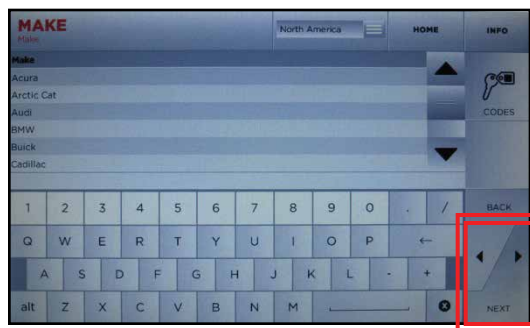 MAKE
Make
North America
HOME
INFO
Make
Acura
Arctic Cat
Audi
BMW
Buick
Cadillac
CODES
1 2 3 4 5 6 7 8 9 0 . /
BACK
Q W E R T Y U I O P ←
A S D F G H J K L - +
alt Z X C V B N M
NEXT